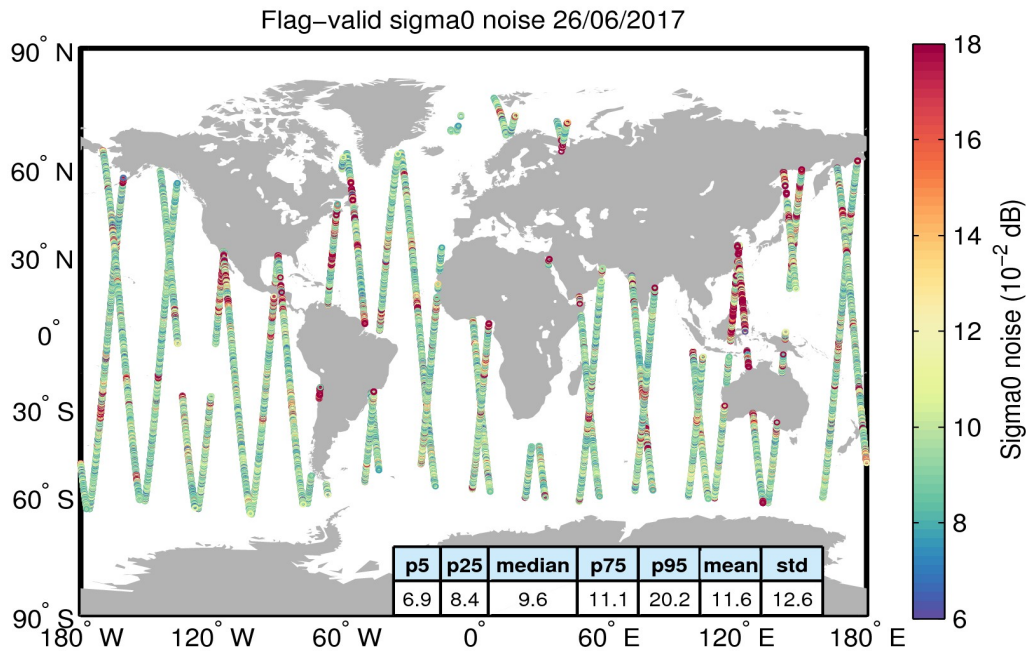 Flag−valid sigma0 noise 26/06/2017
90° N
60° N
30° N
0°
30° S
60° S
90° S
180° W
120° W
60° W
0°
60° E
120° E
180° E
p5 p25 median p75 p95 mean std
6.9 8.4 9.6 11.1 20.2 11.6 12.6
18
16
14
12
10
8
6
Sigma0 noise (10−2 dB)